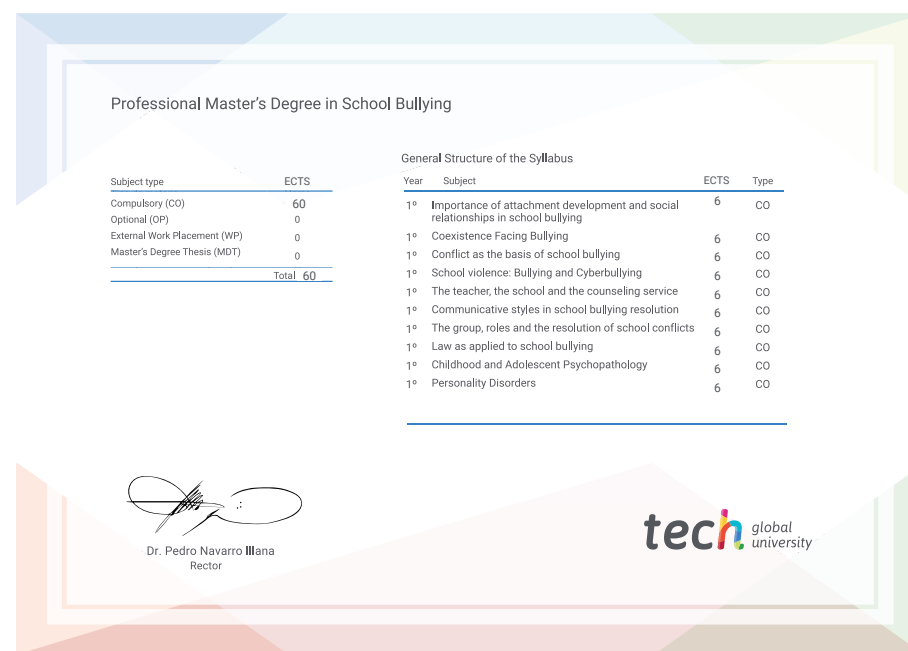 Professional Master's Degree in School Bullying
General Structure of the Syllabus
Subject type ECTS
Compulsory (CO) 60
Optional (OP) 0
External Work Placement (WP) 0
Master's Degree Thesis (MDT) 0
Total 60
Year Subject ECTS Type
1º Importance of attachment development and social 6 CO
relationships in school bullying
1º Coexistence Facing Bullying 6 CO
1º Conflict as the basis of school bullying 6 CO
1º School violence: Bullying and Cyberbullying 6 CO
1º The teacher, the school and the counseling service 6 CO
1º Communicative styles in school bullying resolution 6 CO
1º The group, roles and the resolution of school conflicts 6 CO
1º Law as applied to school bullying 6 CO
1º Childhood and Adolescent Psychopathology 6 CO
1º Personality Disorders 6 CO
Dr. Pedro Navarro Illana
Rector
tech global
university